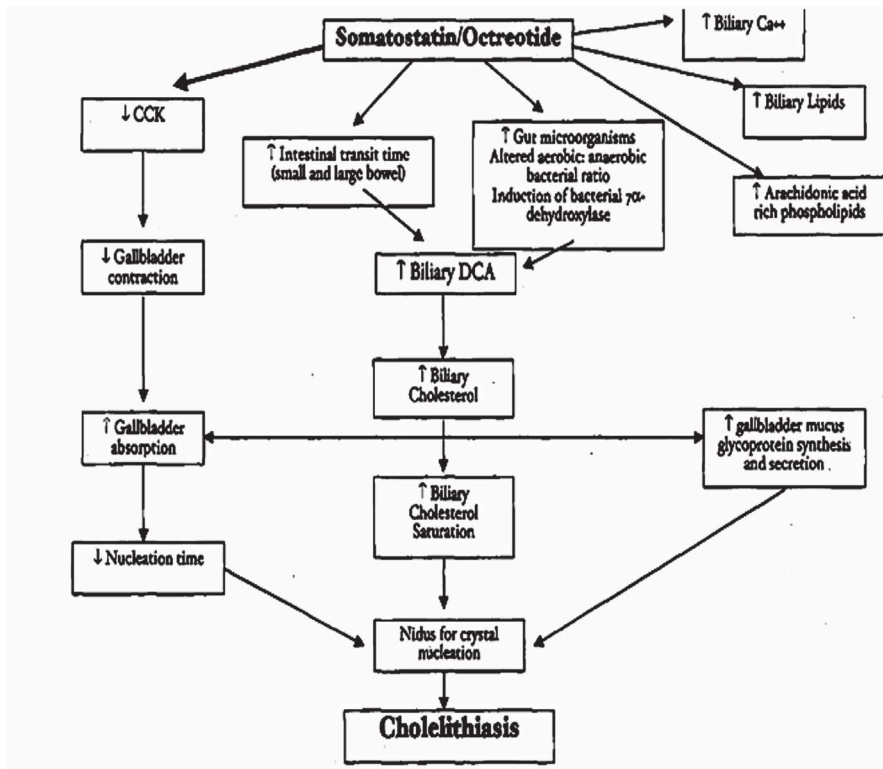 ↑ Biliary Ca++
Somatostatin/Octreotide
↓ CCK
↑ Biliary Lipids
↑ Intestinal transit time
(small and large bowel)
↑ Gut microorganisms
Altered aerobic: anaerobic
bacterial ratio
Induction of bacterial 7α-
dehydroxylase
↑ Arachidonic acid
rich phospholipids
↓ Gallbladder
contraction
↑ Biliary DCA
↑ Biliary
Cholesterol
↑ Gallbladder
absorption
↑ gallbladder mucus
glycoprotein synthesis
and secretion
↑ Biliary
Cholesterol
Saturation
↓ Nucleation time
Nidus for crystal
nucleation
Cholelithiasis